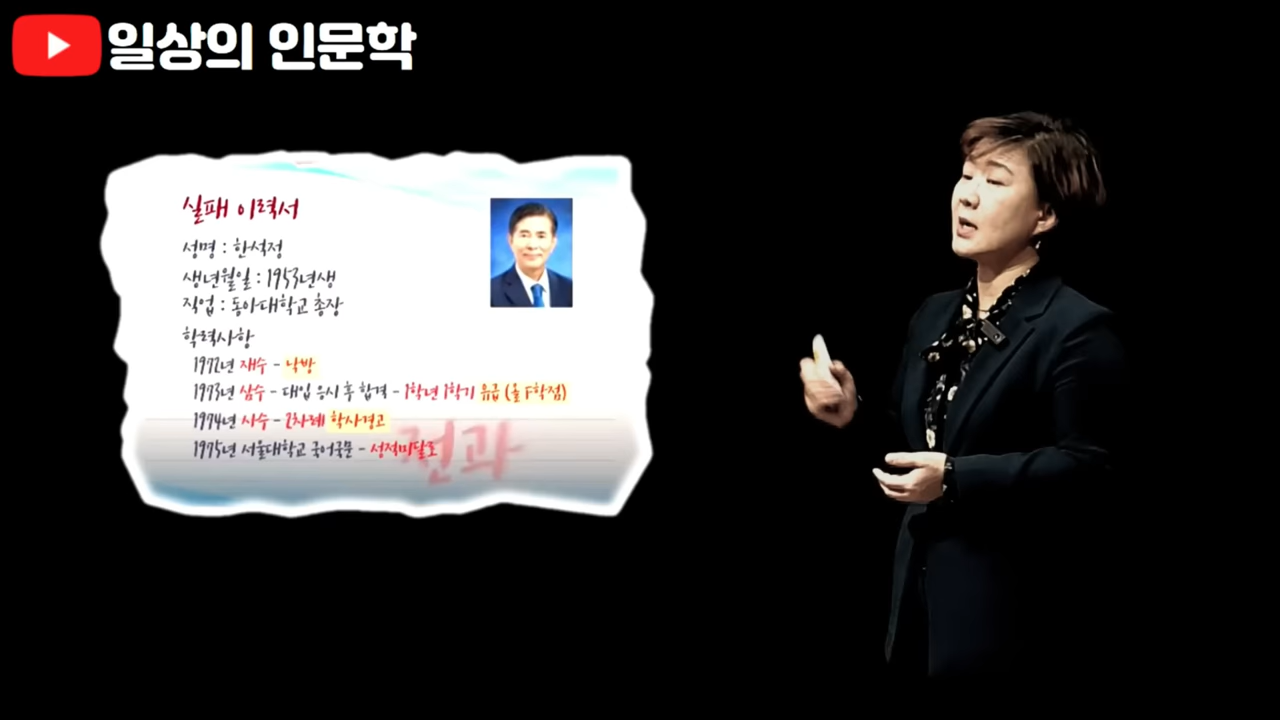 일상의 인문학
실패 이력서
성명 : 한석정
생년월일 : 1953년생
직업 : 동아대학교 총장
학력사항
1972년 재수 - 낙방
1973년 삼수 - 대입 응시 후 합격 - 1학년 1학기 유급 (올 F학점)
1974년 사수 - 2차례 학사경고
1975년 서울대학교 국어국문 - 성적미달로
전과